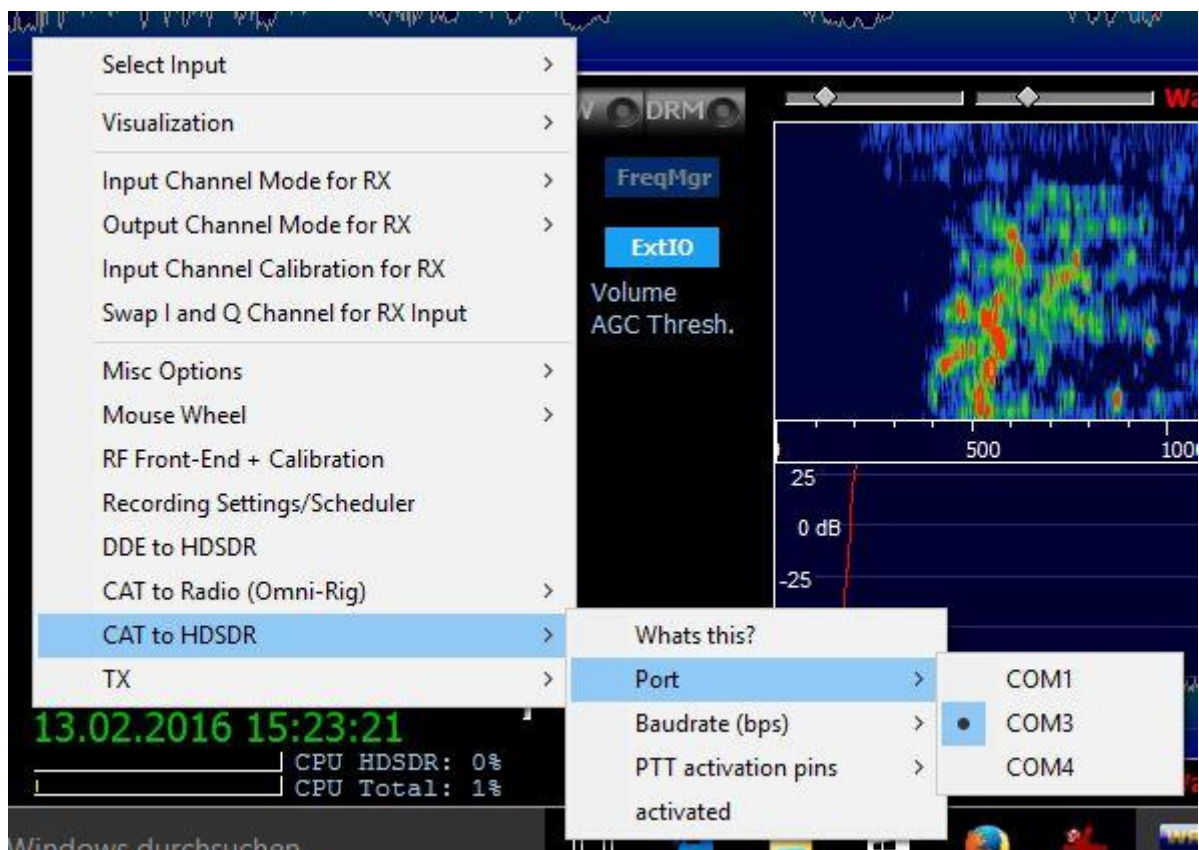 Select Input
Visualization
Input Channel Mode for RX
Output Channel Mode for RX
Input Channel Calibration for RX
Swap I and Q Channel for RX Input
Misc Options
Mouse Wheel
RF Front-End + Calibration
Recording Settings/Scheduler
DDE to HDSDR
CAT to Radio (Omni-Rig)
CAT to HDSDR
TX
Whats this?
Port
Baudrate (bps)
PTT activation pins
activated
COM1
COM3
COM4
DRM
FreqMgr
ExtIO
Volume
AGC Thresh.
500
25
0 dB
-25
13.02.2016 15:23:21
CPU HDSDR: 0%
CPU Total: 1%
Windows durchsuchen